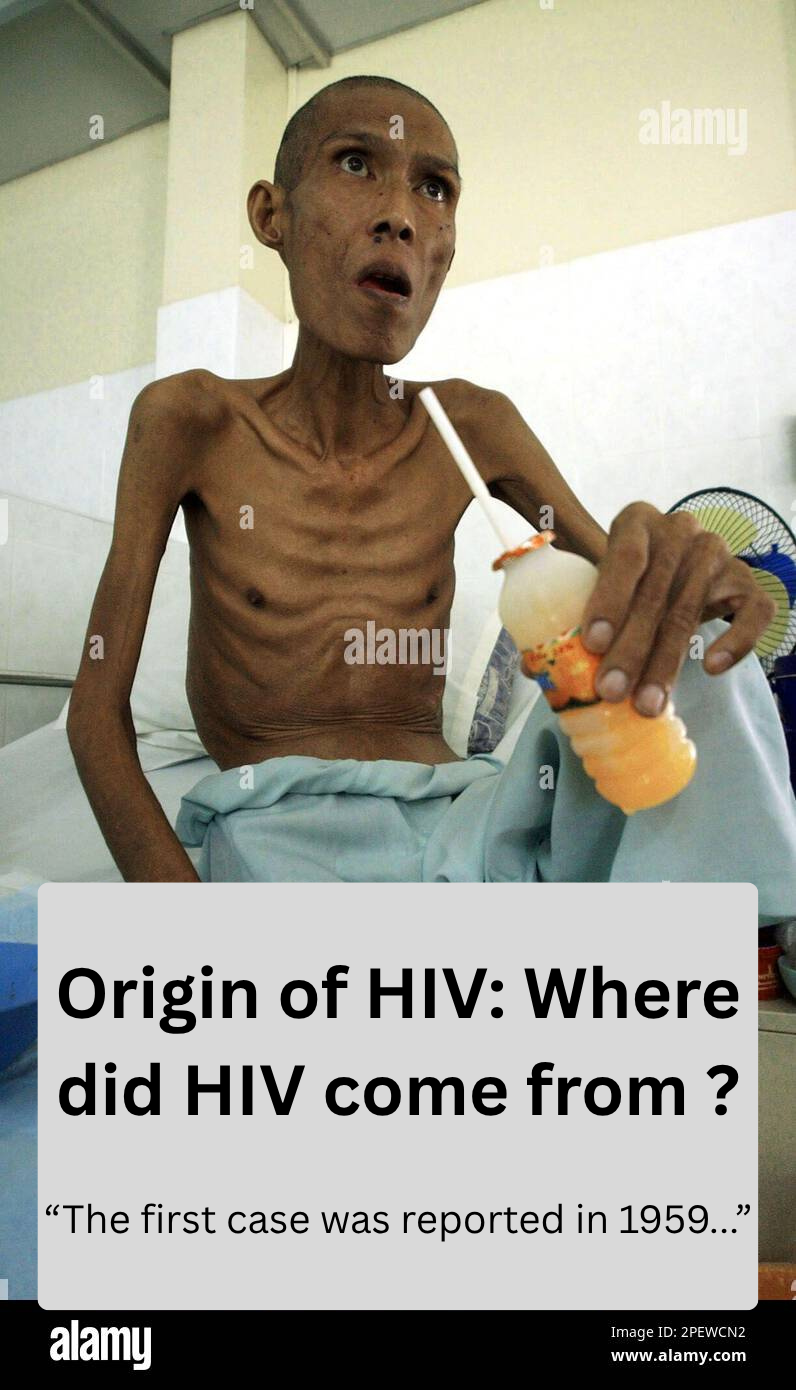 alamy
alamy
Origin of HIV: Where
did HIV come from ?
“The first case was reported in 1959...”
alamy
Image ID: 2PEWCN2
www.alamy.com